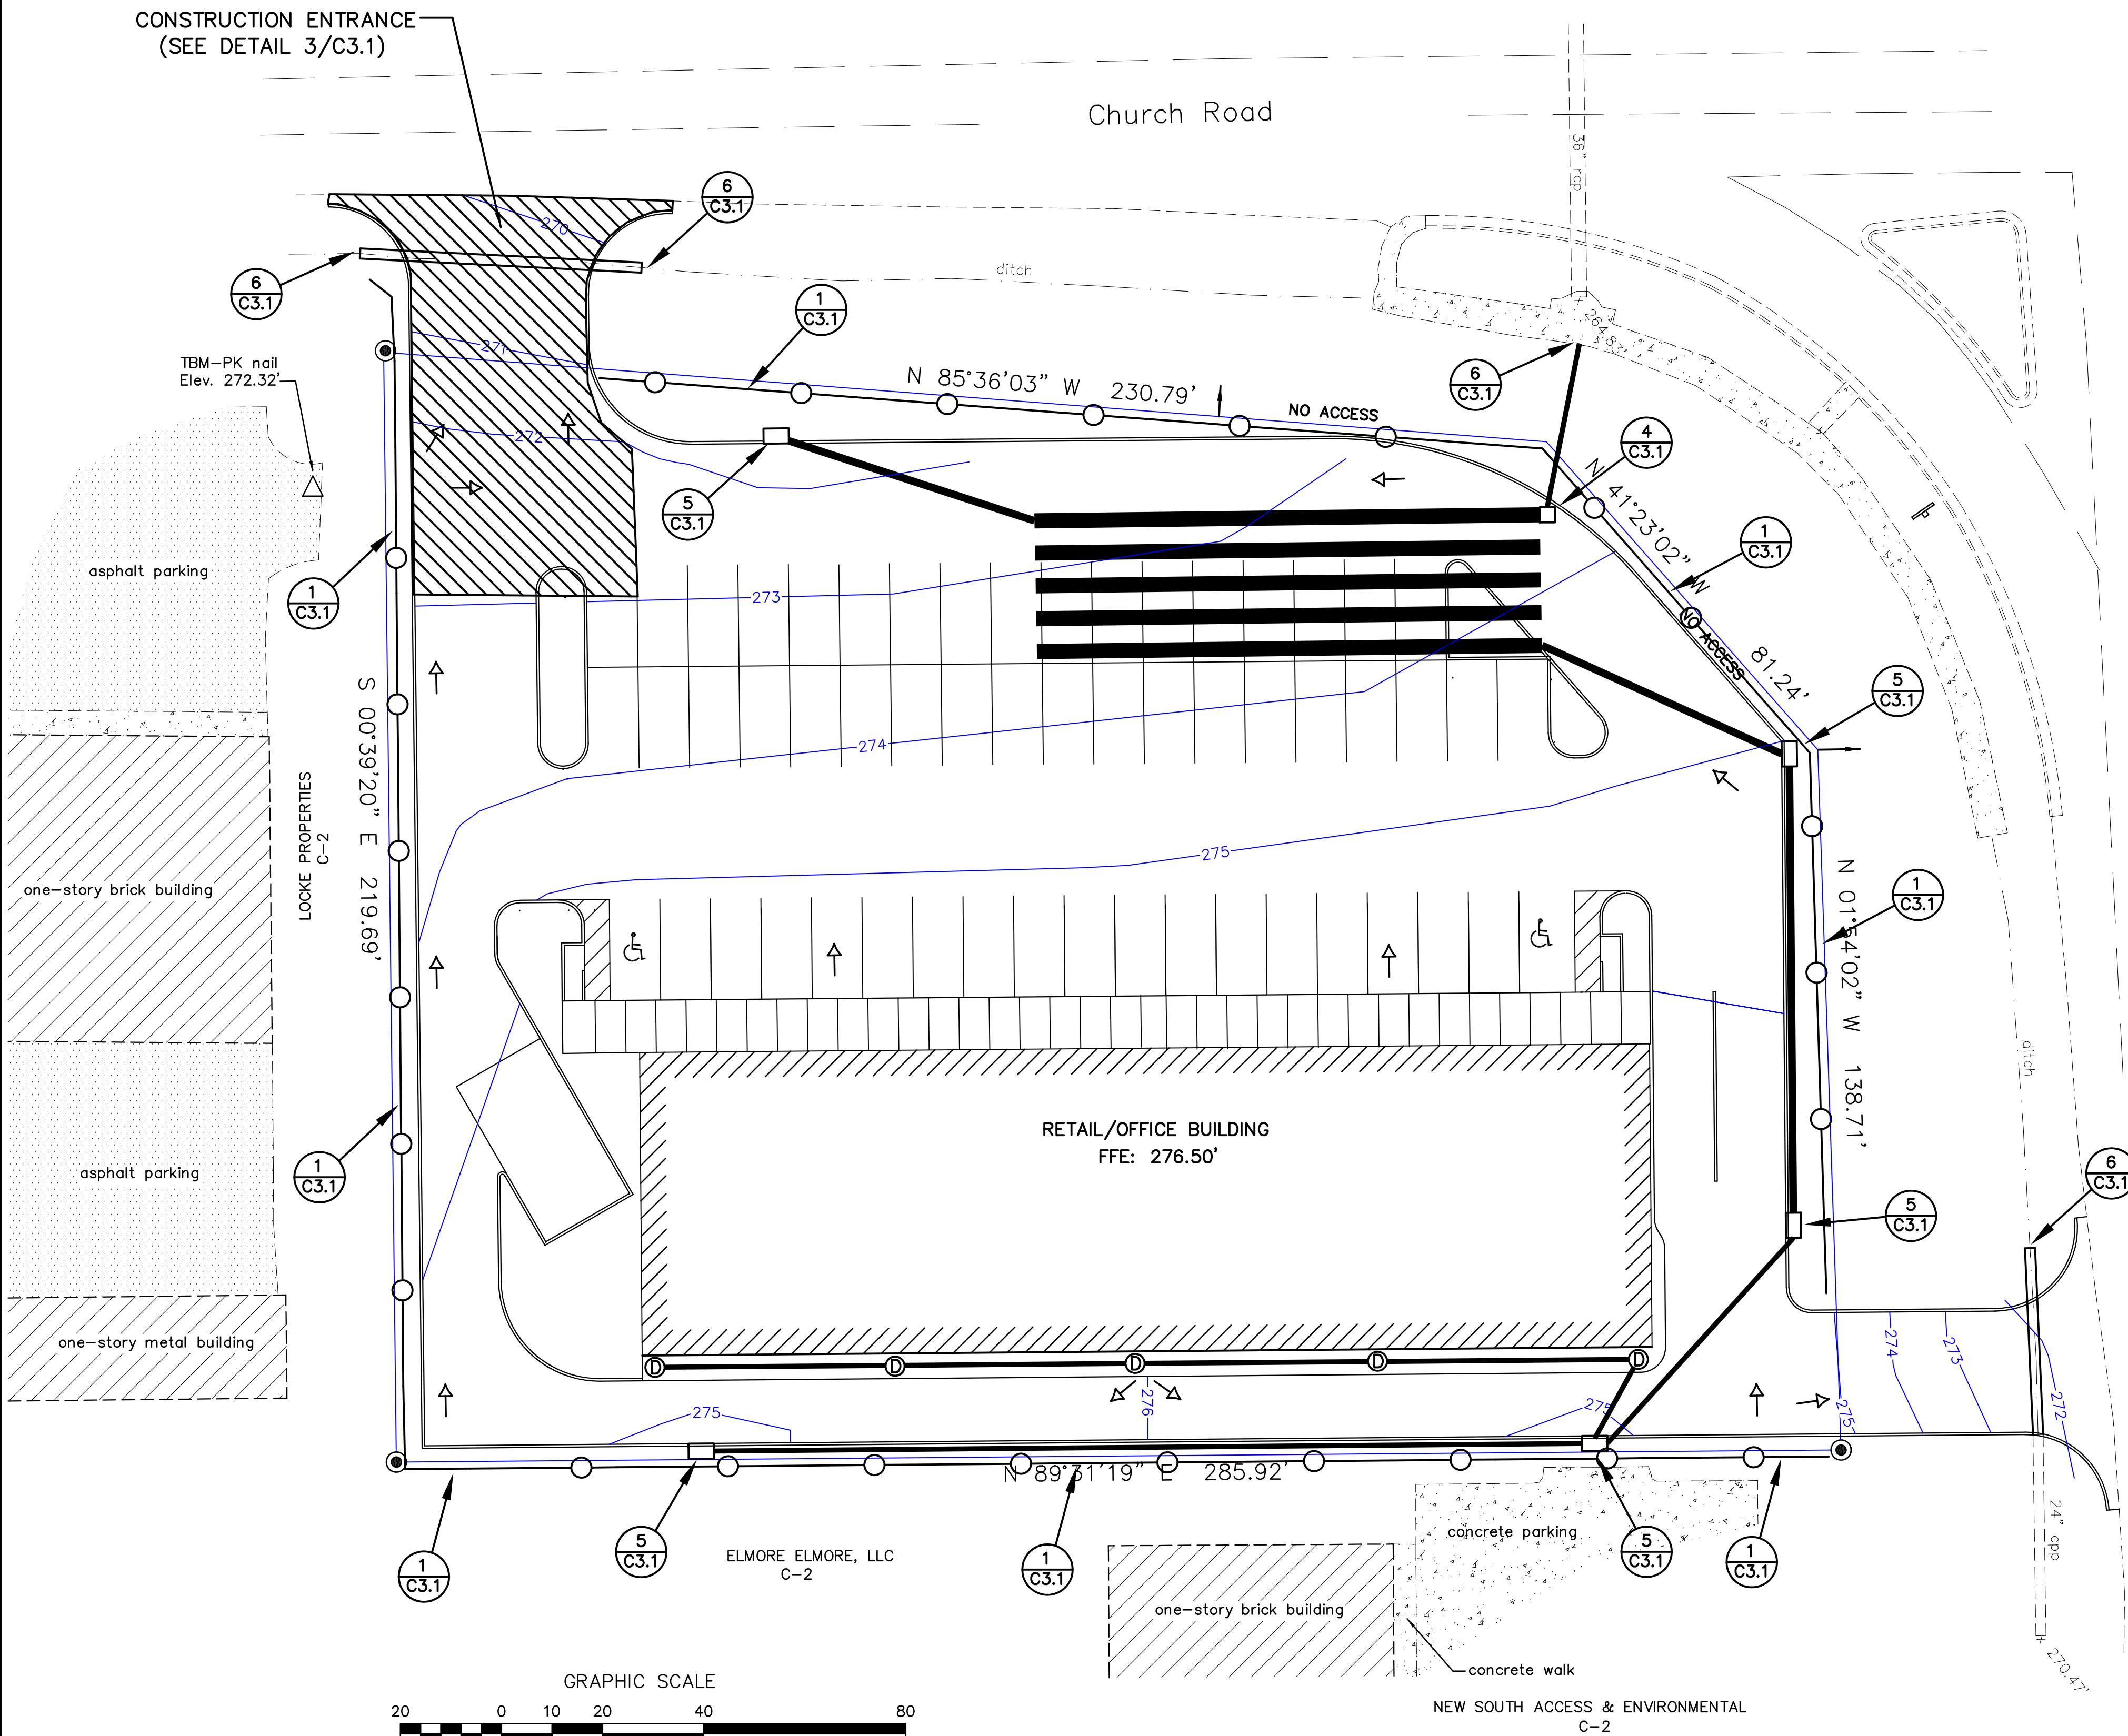 CONSTRUCTION ENTRANCE
(SEE DETAIL 3/C3.1)
Church Road
36" rcp
6
C3.1
270
6
C3.1
ditch
1
C3.1
264.83'
271
TBM-PK nail
Elev. 272.32'
N 85°36'03" W 230.79'
NO ACCESS
6
C3.1
272
4
C3.1
5
C3.1
N 41°23'02" W 81.24'
1
C3.1
asphalt parking
1
C3.1
273
NO ACCESS
5
C3.1
S 00°39'20" E 219.69'
274
LOCKE PROPERTIES
C-2
275
one-story brick building
1
C3.1
N 01°54'02" W 138.71'
ditch
RETAIL/OFFICE BUILDING
FFE: 276.50'
asphalt parking
1
C3.1
6
C3.1
5
C3.1
one-story metal building
274
273
272
D
D
D
D
D
276
275
275
275
N 89°31'19" E 285.92'
24" cpp
1
C3.1
5
C3.1
ELMORE ELMORE, LLC
C-2
1
C3.1
concrete parking
5
C3.1
1
C3.1
one-story brick building
concrete walk
270.47'
GRAPHIC SCALE
20 0 10 20 40 80
NEW SOUTH ACCESS & ENVIRONMENTAL
C-2